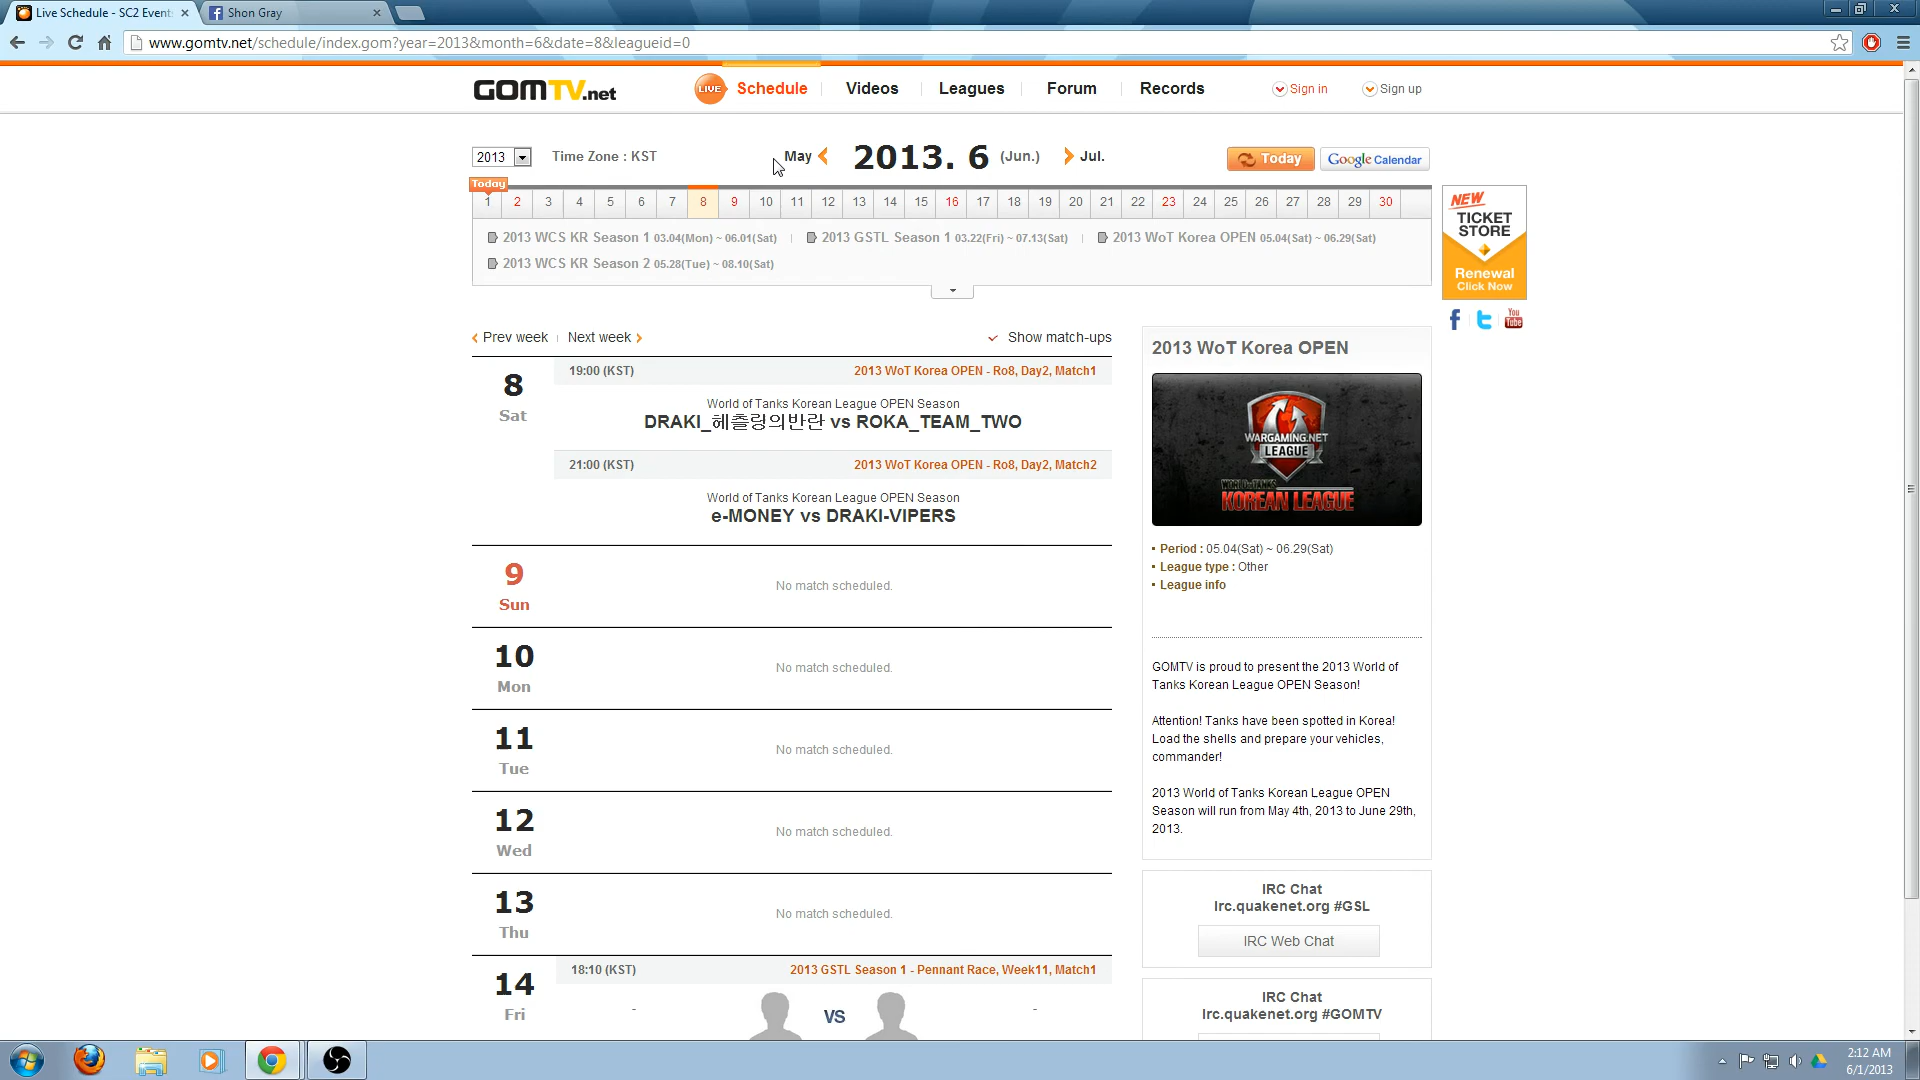 Live Schedule - SC2 Event
Shon Gray
www.gomtv.net/schedule/index.gom?year=2013&month=6&date=8&leagueid=0
GOMTV.net
LIVE Schedule Videos Leagues Forum Records Sign in Sign up
2013 Time Zone : KST May 2013. 6 (Jun.) Jul. Today Google Calendar
Today
1 2 3 4 5 6 7 8 9 10 11 12 13 14 15 16 17 18 19 20 21 22 23 24 25 26 27 28 29 30
2013 WCS KR Season 1 03.04(Mon) ~ 06.01(Sat) 2013 GSTL Season 1 03.22(Fri) ~ 07.13(Sat) 2013 WoT Korea OPEN 05.04(Sat) ~ 06.29(Sat)
2013 WCS KR Season 2 05.28(Tue) ~ 08.10(Sat)
NEW
TICKET
STORE
Renewal
Click Now
You
Tube
Prev week Next week Show match-ups
8
Sat
19:00 (KST) 2013 WoT Korea OPEN - Ro8, Day2, Match1
World of Tanks Korean League OPEN Season
DRAKI_헤츨링의반란 vs ROKA_TEAM_TWO
21:00 (KST) 2013 WoT Korea OPEN - Ro8, Day2, Match2
World of Tanks Korean League OPEN Season
e-MONEY vs DRAKI-VIPERS
9
Sun
No match scheduled.
10
Mon
No match scheduled.
11
Tue
No match scheduled.
12
Wed
No match scheduled.
13
Thu
No match scheduled.
14
Fri
18:10 (KST) 2013 GSTL Season 1 - Pennant Race, Week11, Match1
- VS -
2013 WoT Korea OPEN
WARGAMING.NET
LEAGUE
WORLD OF TANKS
KOREAN LEAGUE
Period : 05.04(Sat) ~ 06.29(Sat)
League type : Other
League info
GOMTV is proud to present the 2013 World of
Tanks Korean League OPEN Season!
Attention! Tanks have been spotted in Korea!
Load the shells and prepare your vehicles,
commander!
2013 World of Tanks Korean League OPEN
Season will run from May 4th, 2013 to June 29th,
2013.
IRC Chat
Irc.quakenet.org #GSL
IRC Web Chat
IRC Chat
Irc.quakenet.org #GOMTV
2:12 AM
6/1/2013